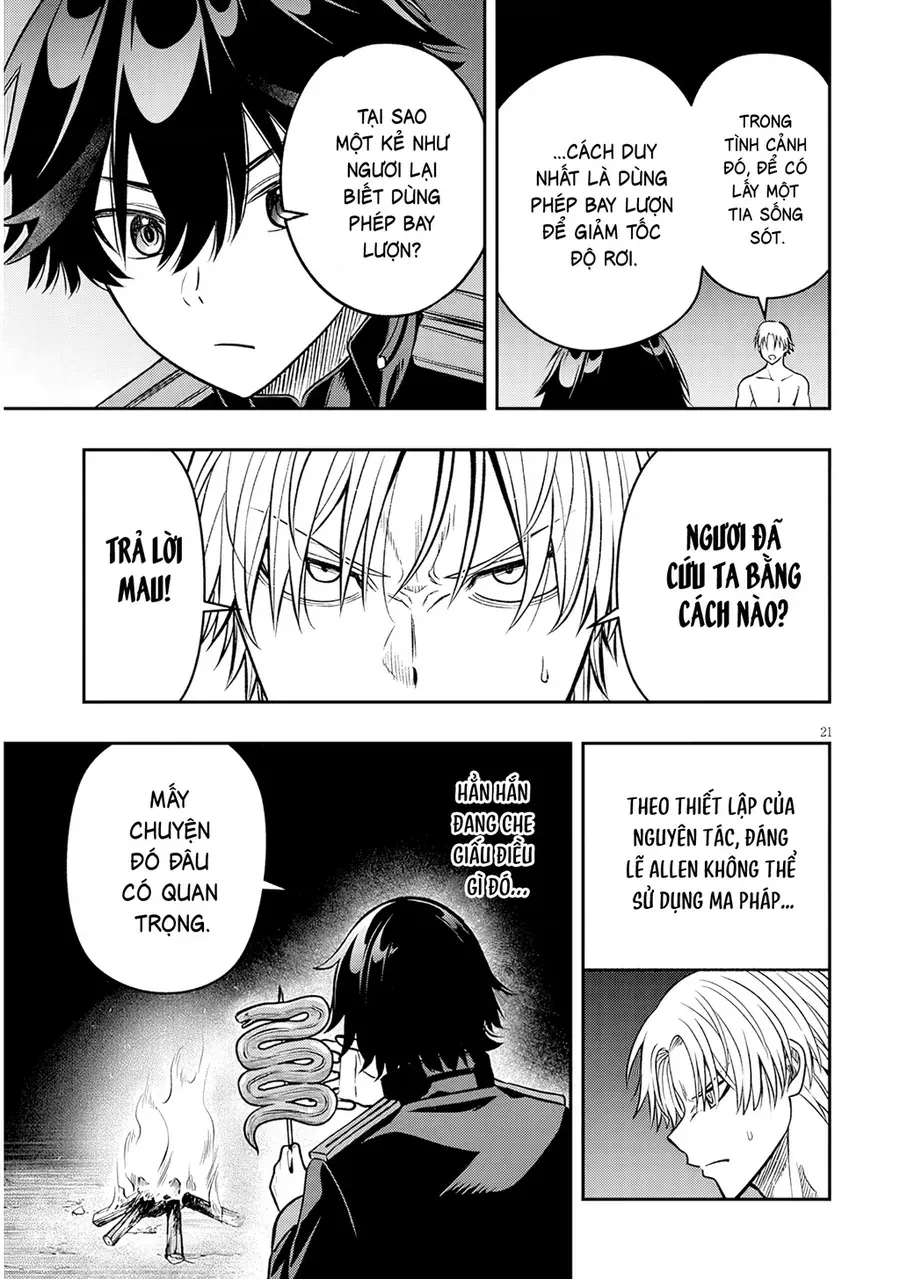 TRONG
TÌNH CẢNH
ĐÓ, ĐỂ CÓ
LẤY MỘT
TIA SỐNG
SÓT.
...CÁCH DUY
NHẤT LÀ DÙNG
PHÉP BAY LƯỢN
ĐỂ GIẢM TỐC
ĐỘ RƠI.
TẠI SAO
MỘT KẺ NHƯ
NGƯƠI LẠI
BIẾT DÙNG
PHÉP BAY
LƯỢN?
NGƯƠI ĐÃ
CỨU TA BẰNG
CÁCH NÀO?
TRẢ LỜI
MAU!
21
THEO THIẾT LẬP CỦA
NGUYÊN TÁC, ĐÁNG
LẼ ALLEN KHÔNG THỂ
SỬ DỤNG MA PHÁP...
HẲN HẮN
ĐANG CHE
GIẤU ĐIỀU
GÌ ĐÓ...
MẤY
CHUYỆN
ĐÓ ĐÂU
CÓ QUAN
TRỌNG.